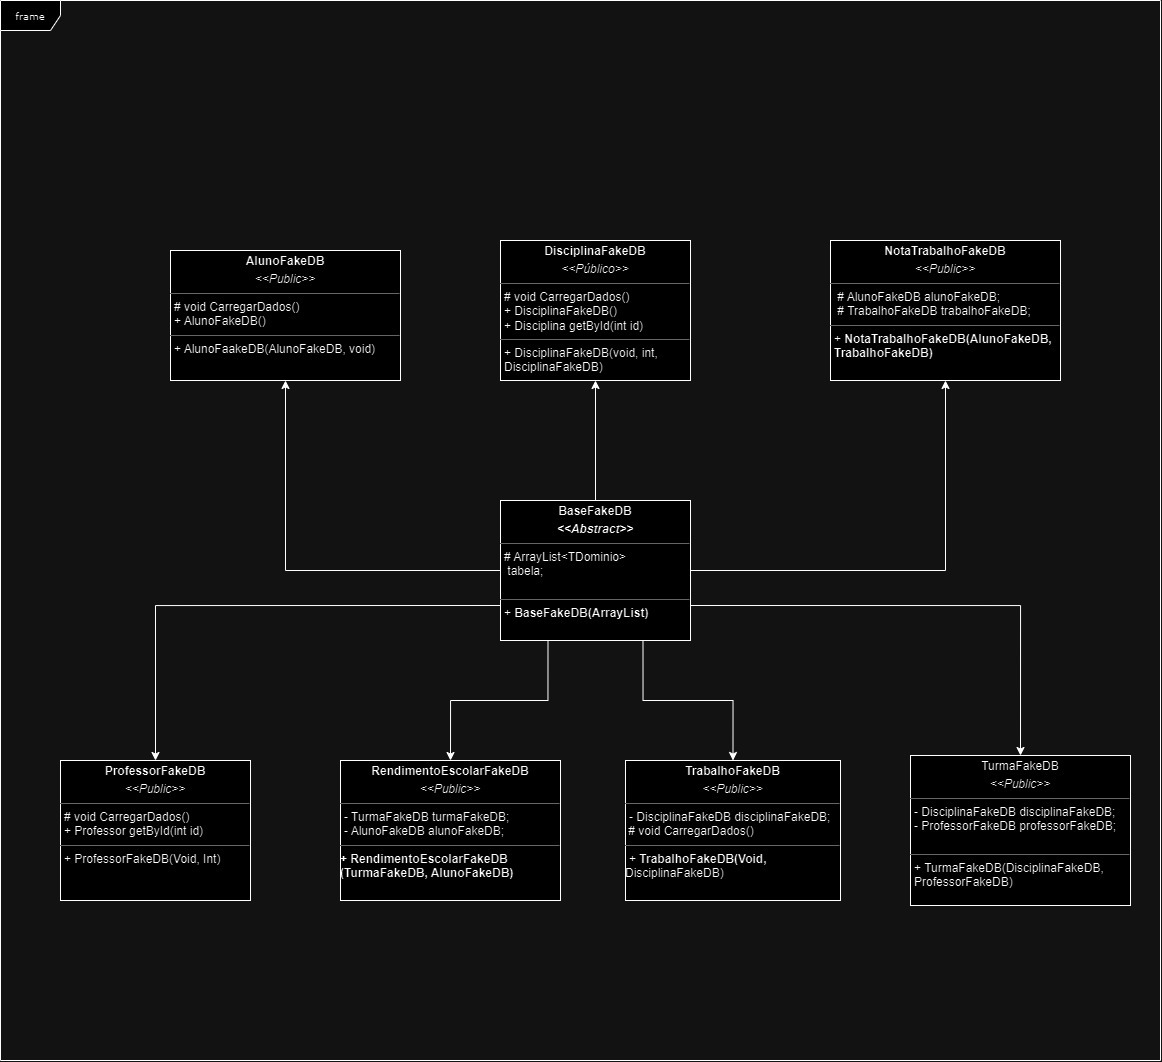 frame
AlunoFakeDB
<<Public>>
# void CarregarDados()
+ AlunoFakeDB()
+ AlunoFaakeDB(AlunoFakeDB, void)
DisciplinaFakeDB
<<Público>>
# void CarregarDados()
+ DisciplinaFakeDB()
+ Disciplina getById(int id)
+ DisciplinaFakeDB(void, int,
DisciplinaFakeDB)
NotaTrabalhoFakeDB
<<Public>>
# AlunoFakeDB alunoFakeDB;
# TrabalhoFakeDB trabalhoFakeDB;
+ NotaTrabalhoFakeDB(AlunoFakeDB,
TrabalhoFakeDB)
BaseFakeDB
<<Abstract>>
# ArrayList<TDominio>
tabela;
+ BaseFakeDB(ArrayList)
ProfessorFakeDB
<<Public>>
# void CarregarDados()
+ Professor getById(int id)
+ ProfessorFakeDB(Void, Int)
RendimentoEscolarFakeDB
<<Public>>
- TurmaFakeDB turmaFakeDB;
- AlunoFakeDB alunoFakeDB;
+ RendimentoEscolarFakeDB
(TurmaFakeDB, AlunoFakeDB)
TrabalhoFakeDB
<<Public>>
- DisciplinaFakeDB disciplinaFakeDB;
# void CarregarDados()
+ TrabalhoFakeDB(Void,
DisciplinaFakeDB)
TurmaFakeDB
<<Public>>
- DisciplinaFakeDB disciplinaFakeDB;
- ProfessorFakeDB professorFakeDB;
+ TurmaFakeDB(DisciplinaFakeDB,
ProfessorFakeDB)